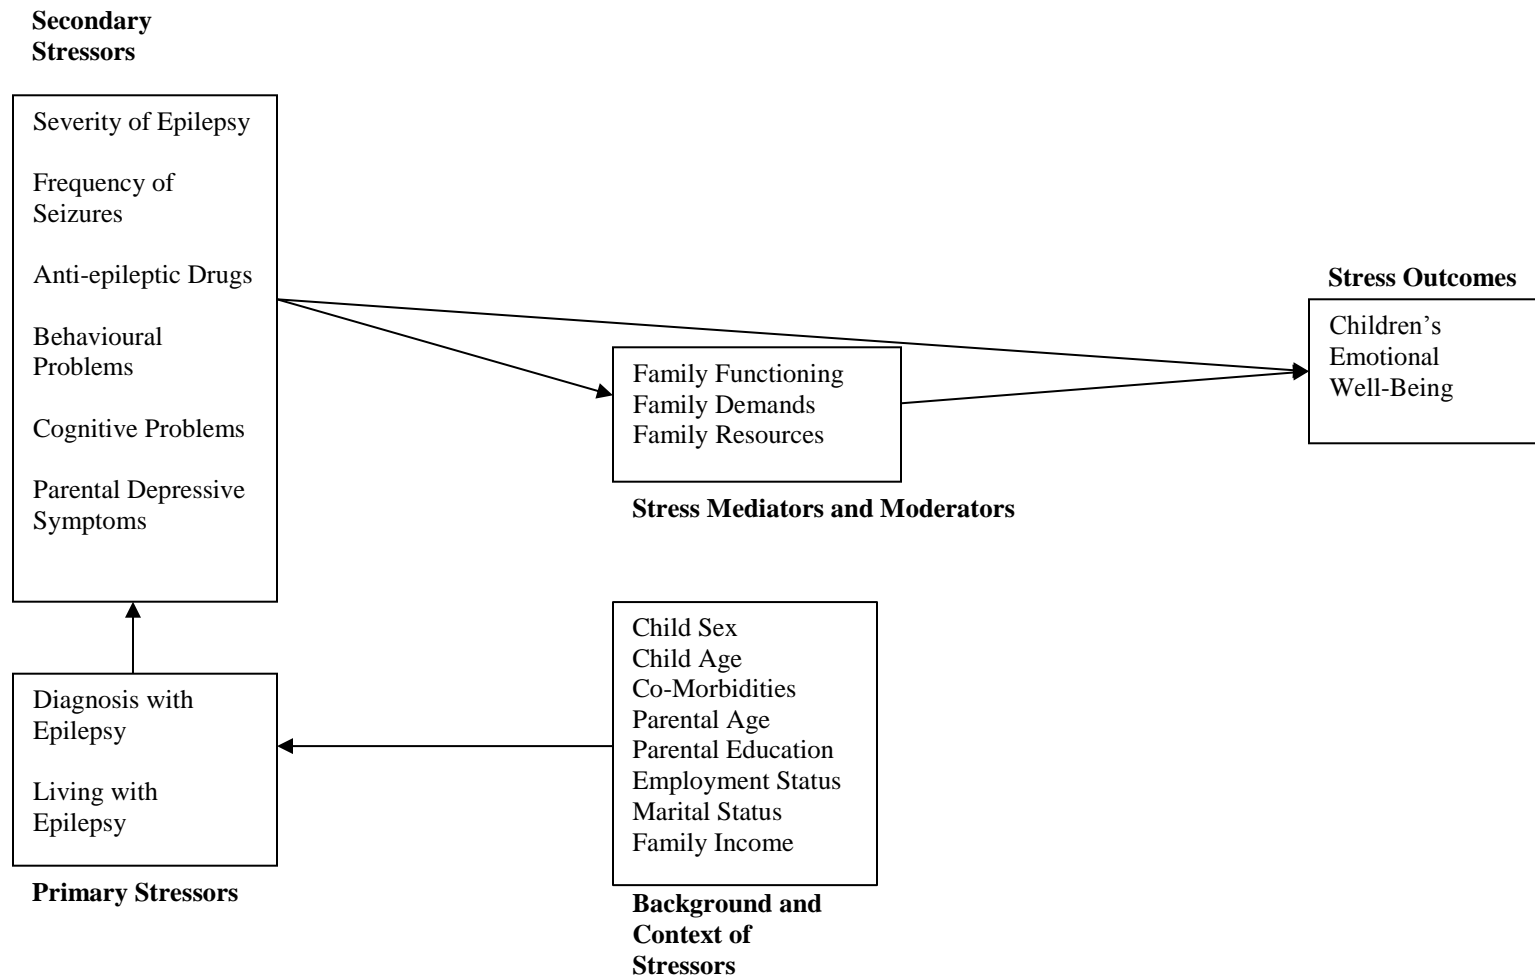 Secondary
Stressors
Severity of Epilepsy
Frequency of
Seizures
Anti-epileptic Drugs
Behavioural
Problems
Cognitive Problems
Parental Depressive
Symptoms
Stress Outcomes
Children’s
Emotional
Well-Being
Family Functioning
Family Demands
Family Resources
Stress Mediators and Moderators
Diagnosis with
Epilepsy
Living with
Epilepsy
Primary Stressors
Child Sex
Child Age
Co-Morbidities
Parental Age
Parental Education
Employment Status
Marital Status
Family Income
Background and
Context of
Stressors